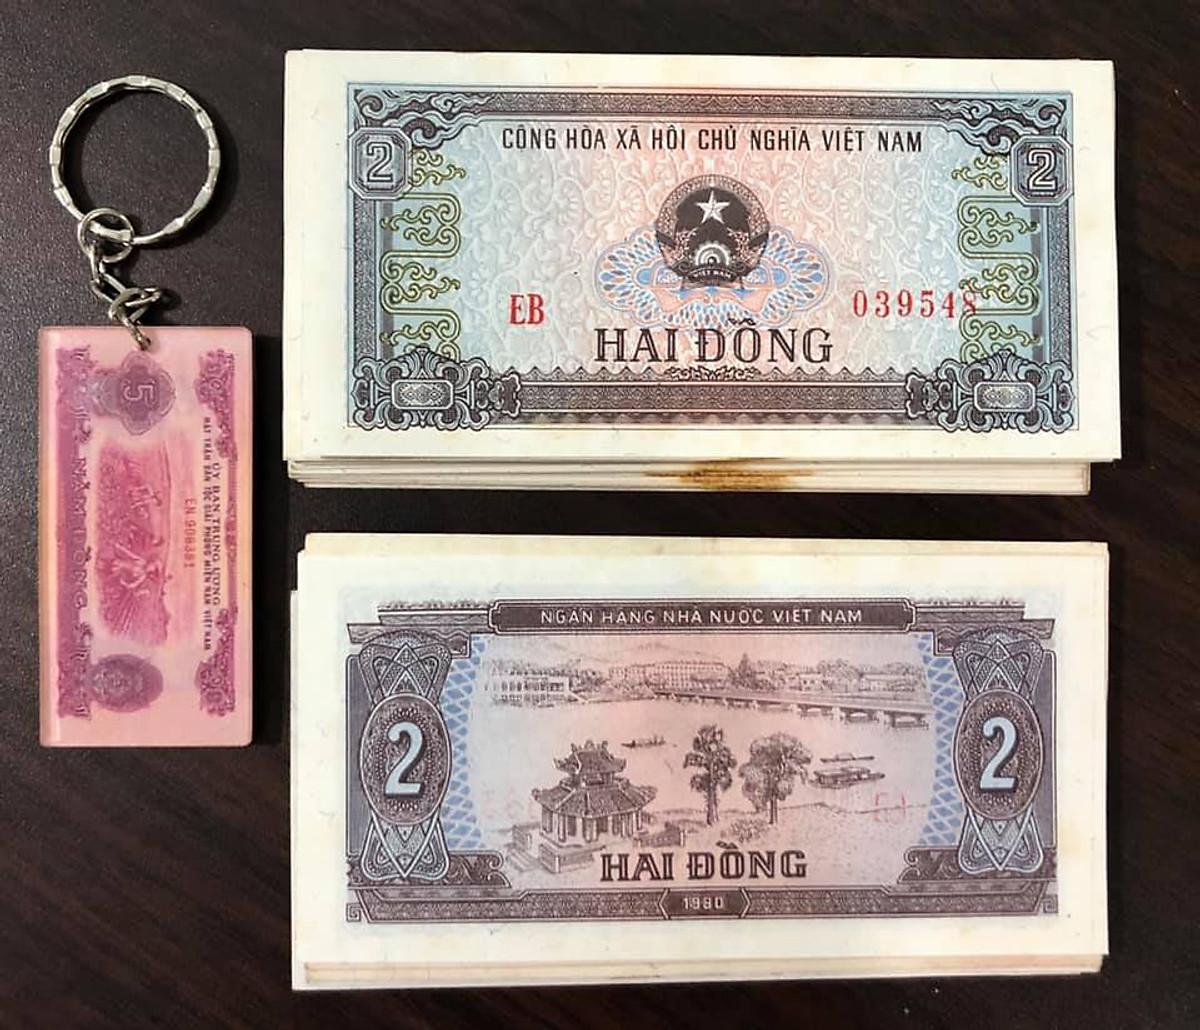 5
ỦY BAN TRUNG ƯƠNG
MẶT TRẬN DÂN TỘC GIẢI PHÓNG MIỀN NAM VIỆT NAM
EN 908381
NĂM ĐỒNG
CỘNG HÒA XÃ HỘI CHỦ NGHĨA VIỆT NAM
2 2
VIỆT NAM
EB 039548
HAI ĐỒNG
NGÂN HÀNG NHÀ NƯỚC VIỆT NAM
2 2
HAI ĐỒNG
1980